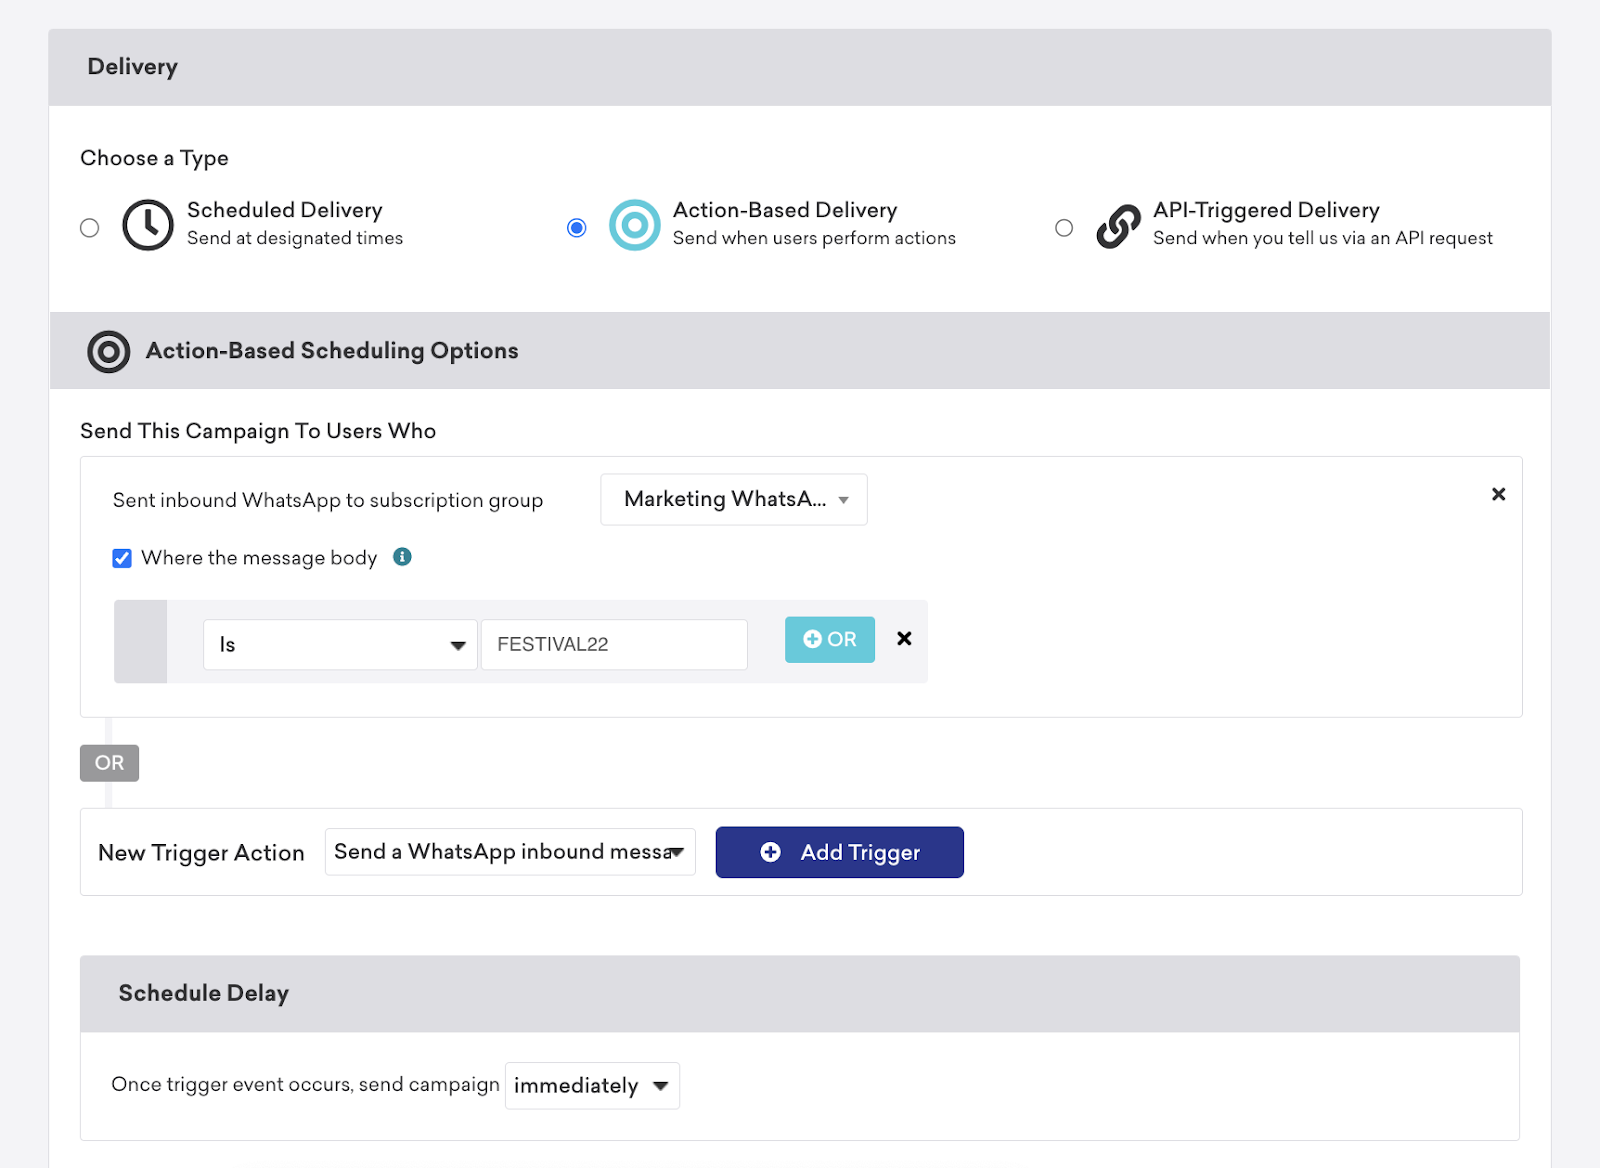 Delivery
Choose a Type
Scheduled Delivery
Send at designated times
Action-Based Delivery
Send when users perform actions
API-Triggered Delivery
Send when you tell us via an API request
Action-Based Scheduling Options
Send This Campaign To Users Who
Sent inbound WhatsApp to subscription group Marketing WhatsA...
Where the message body
Is FESTIVAL22 OR
OR
New Trigger Action Send a WhatsApp inbound messa Add Trigger
Schedule Delay
Once trigger event occurs, send campaign immediately